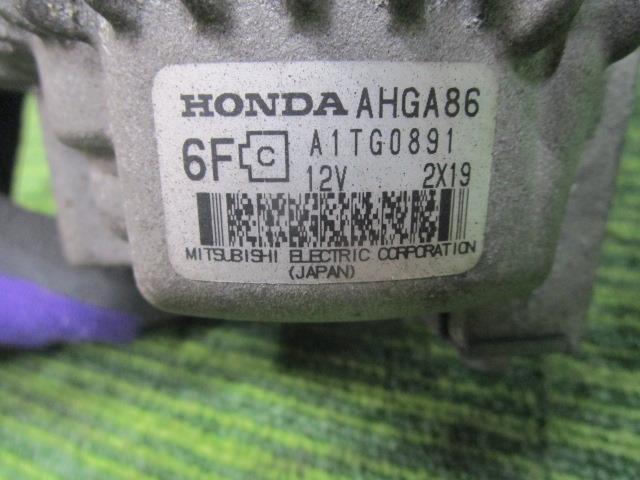 HONDA AHGA86
6F C A1TG0891
12V 2X19
MITSUBISHI ELECTRIC CORPORATION
(JAPAN)